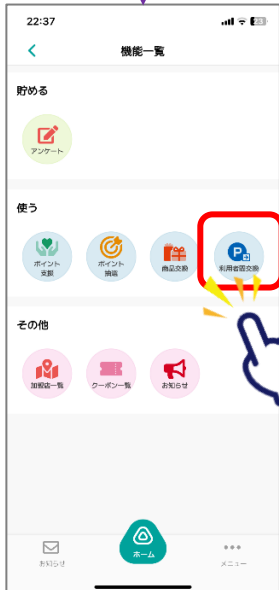 22:37
機能一覧
貯める
アンケート
使う
ポイント
支援
ポイント
抽選
商品交換
P
利用者間交換
その他
加盟店一覧
クーポン一覧
お知らせ
お知らせ
ホーム
メニュー